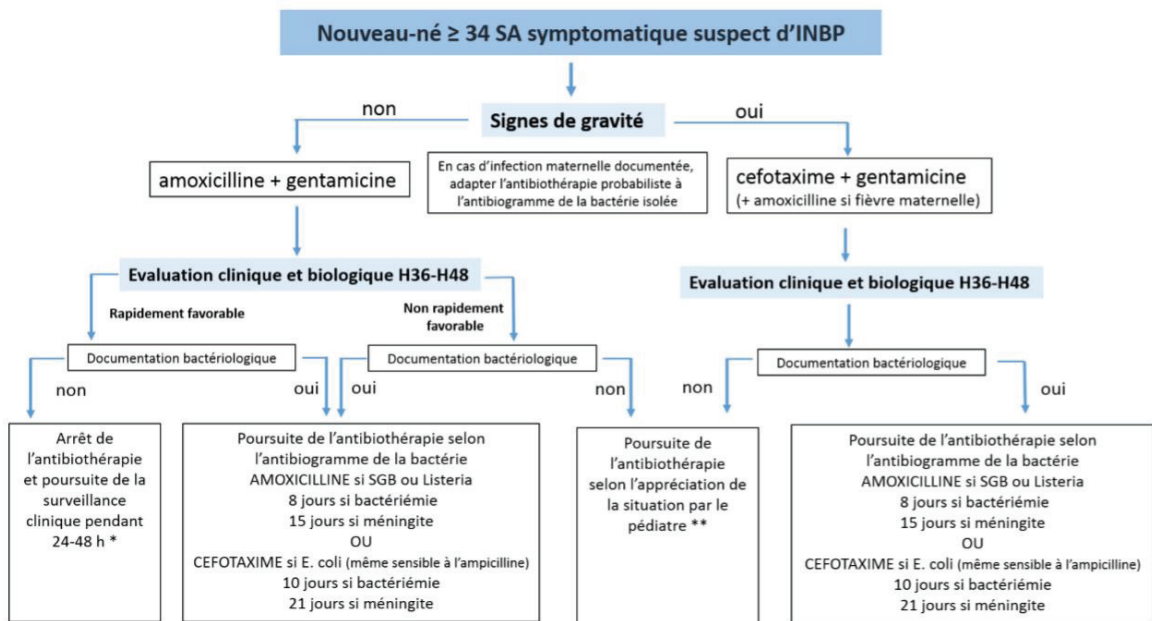 Nouveau-né ≥ 34 SA symptomatique suspect d’INBP
non
Signes de gravité
oui
amoxicilline + gentamicine
En cas d’infection maternelle documentée,
adapter l’antibiothérapie probabiliste à
l’antibiogramme de la bactérie isolée
cefotaxime + gentamicine
(+ amoxicilline si fièvre maternelle)
Evaluation clinique et biologique H36-H48
Evaluation clinique et biologique H36-H48
Rapidement favorable
Non rapidement
favorable
Documentation bactériologique
Documentation bactériologique
Documentation bactériologique
non
oui
oui
non
non
oui
Arrêt de
l’antibiothérapie
et poursuite de la
surveillance
clinique pendant
24-48 h *
Poursuite de l’antibiothérapie selon
l’antibiogramme de la bactérie
AMOXICILLINE si SGB ou Listeria
8 jours si bactériémie
15 jours si méningite
OU
CEFOTAXIME si E. coli (même sensible à l’ampicilline)
10 jours si bactériémie
21 jours si méningite
Poursuite de
l’antibiothérapie
selon l’appréciation de
la situation par le
pédiatre **
Poursuite de l’antibiothérapie selon
l’antibiogramme de la bactérie
AMOXICILLINE si SGB ou Listeria
8 jours si bactériémie
15 jours si méningite
OU
CEFOTAXIME si E. coli (même sensible à l’ampicilline)
10 jours si bactériémie
21 jours si méningite